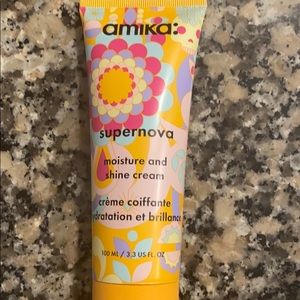 amika:
supernova
moisture and
shine cream
crème coiffante
hydratation et brillance
100 ML / 3.3 US FL. OZ